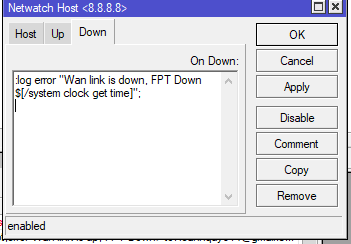 Netwatch Host <8.8.8.8>
Host Up Down
OK
On Down:
Cancel
:log error "Wan link is down, FPT Down
$[/system clock get time]";
Apply
Disable
Comment
Copy
Remove
enabled